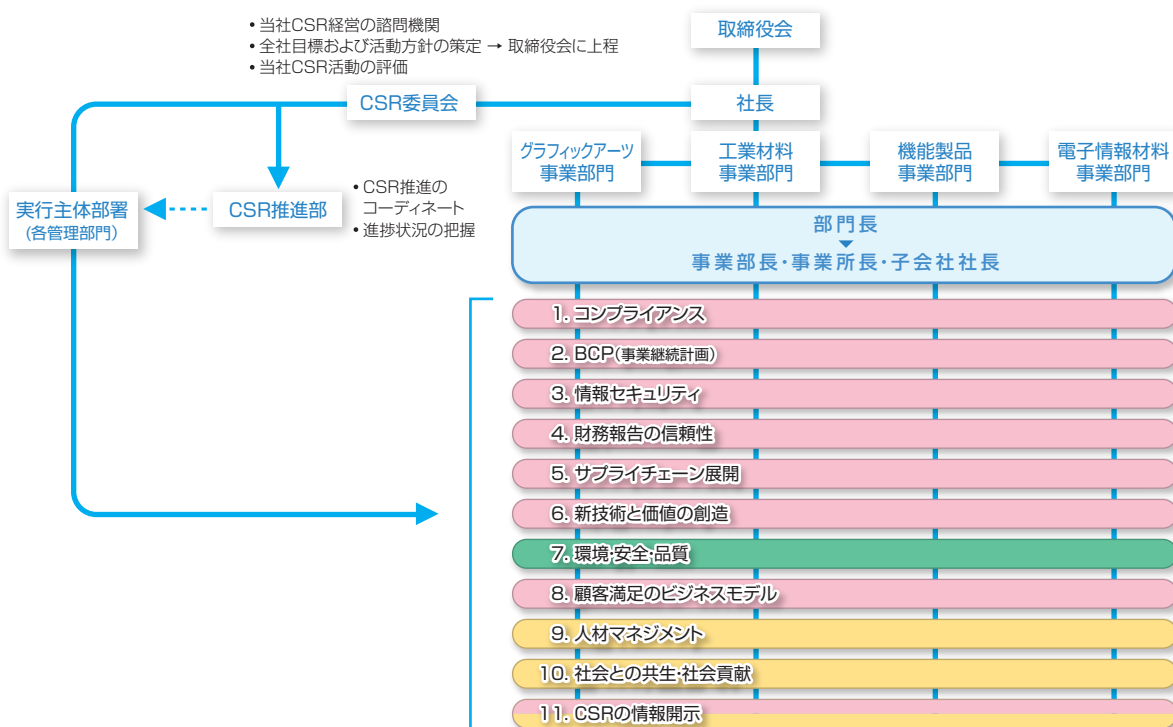 • 当社CSR経営の諮問機関
• 全社目標および活動方針の策定 → 取締役会に上程
• 当社CSR活動の評価
取締役会
CSR委員会
社長
グラフィックアーツ
事業部門
工業材料
事業部門
機能製品
事業部門
電子情報材料
事業部門
実行主体部署
(各管理部門)
CSR推進部
• CSR推進の
コーディネート
• 進捗状況の把握
部門長
▼
事業部長・事業所長・子会社社長
1. コンプライアンス
2. BCP(事業継続計画)
3. 情報セキュリティ
4. 財務報告の信頼性
5. サプライチェーン展開
6. 新技術と価値の創造
7. 環境・安全・品質
8. 顧客満足のビジネスモデル
9. 人材マネジメント
10. 社会との共生・社会貢献
11. CSRの情報開示